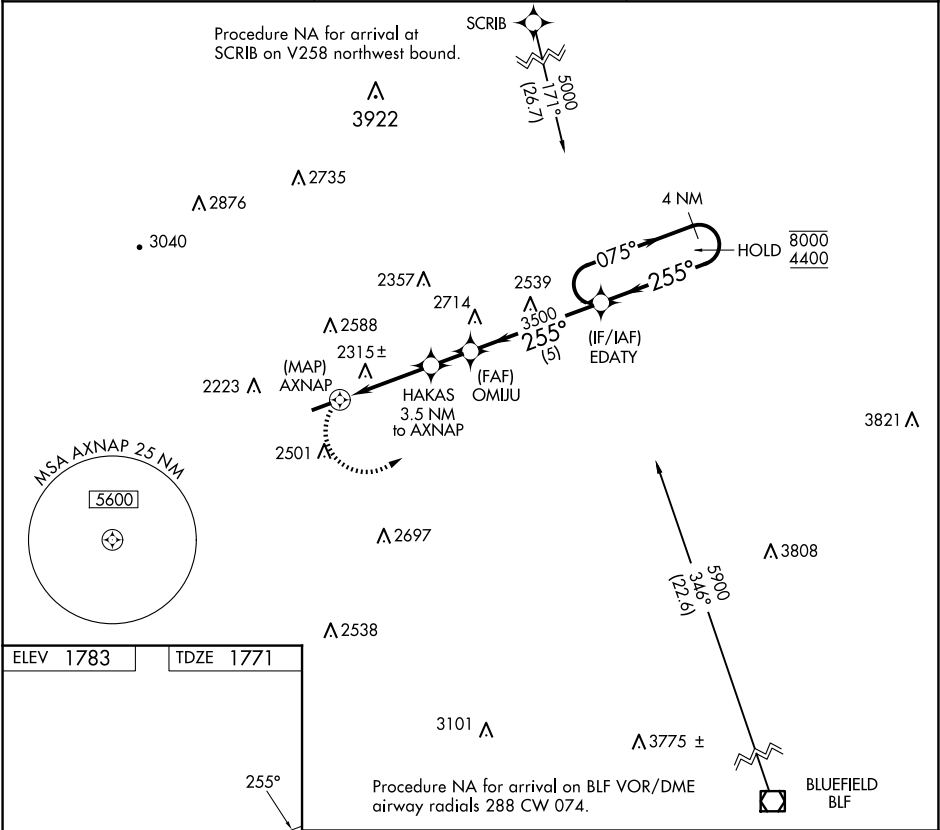 Procedure NA for arrival at
SCRIB on V258 northwest bound.
SCRIB
5000
171°
(26.7)
3922
2735
2876
3040
4 NM
075°
HOLD
8000
4400
255°
2357
2539
2714
3500
255°
(5)
(IF/IAF)
EDATY
2588
2315±
(MAP)
AXNAP
2223
HAKAS
3.5 NM
to AXNAP
(FAF)
OMIJU
2501
3821
MSA AXNAP 25 NM
5600
2697
3808
5900
346°
(22.6)
2538
ELEV 1783
TDZE 1771
3101
3775 ±
255°
Procedure NA for arrival on BLF VOR/DME
airway radials 288 CW 074.
BLUEFIELD
BLF